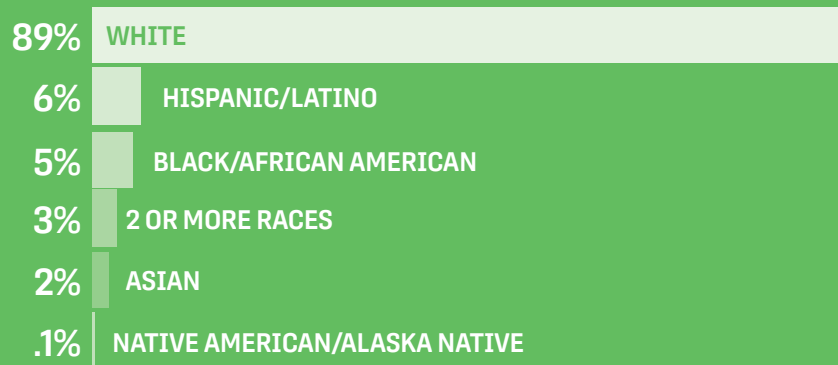 89% WHITE
6% HISPANIC/LATINO
5% BLACK/AFRICAN AMERICAN
3% 2 OR MORE RACES
2% ASIAN
.1% NATIVE AMERICAN/ALASKA NATIVE